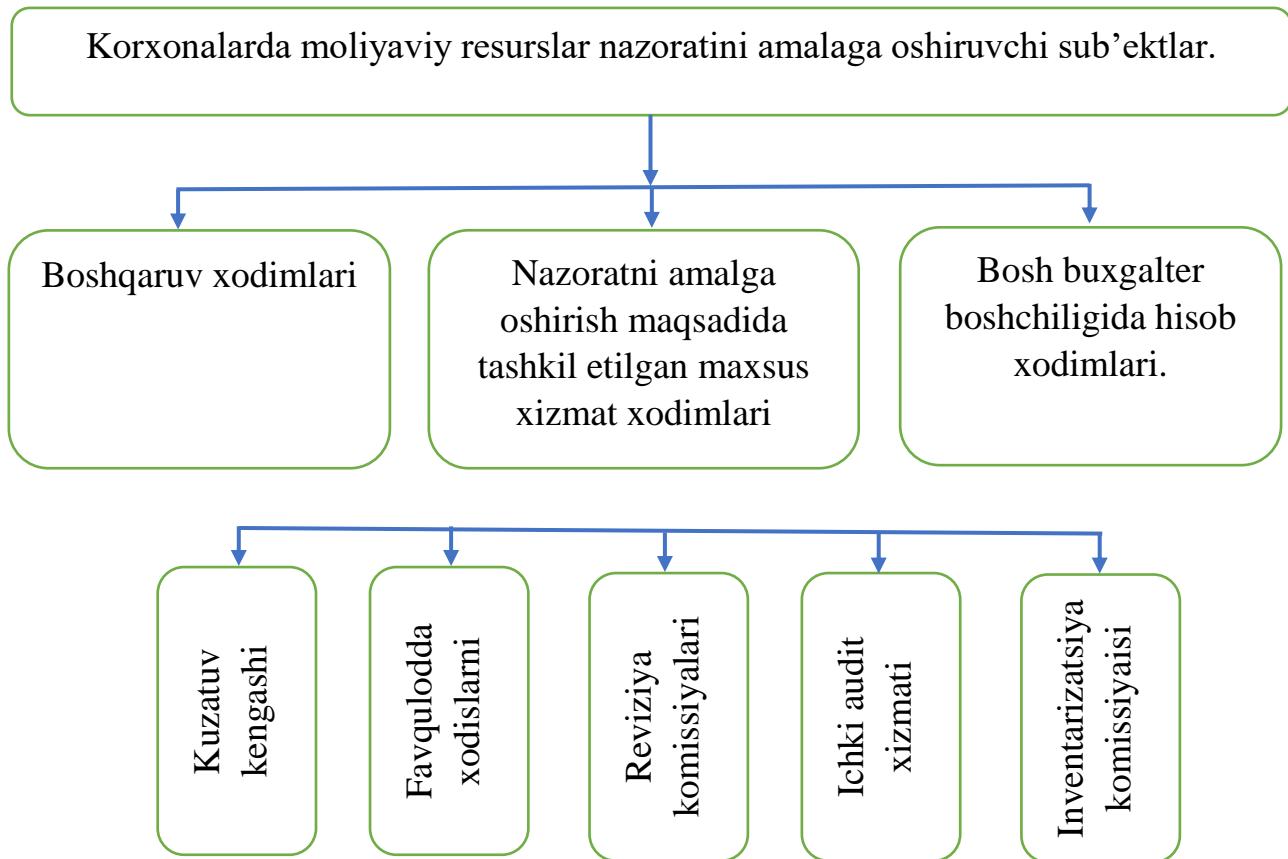 Korxonalarda moliyaviy resurslar nazoratini amalaga oshiruvchi sub’ektlar.
Boshqaruv xodimlari
Nazoratni amalga
oshirish maqsadida
tashkil etilgan maxsus
xizmat xodimlari
Bosh buxgalter
boshchiligida hisob
xodimlari.
Kuzatuv
kengashi
Favqulodda
xodislarni
Reviziya
komissiyalari
Ichki audit
xizmati
Inventarizatsiya
komissiyaisi